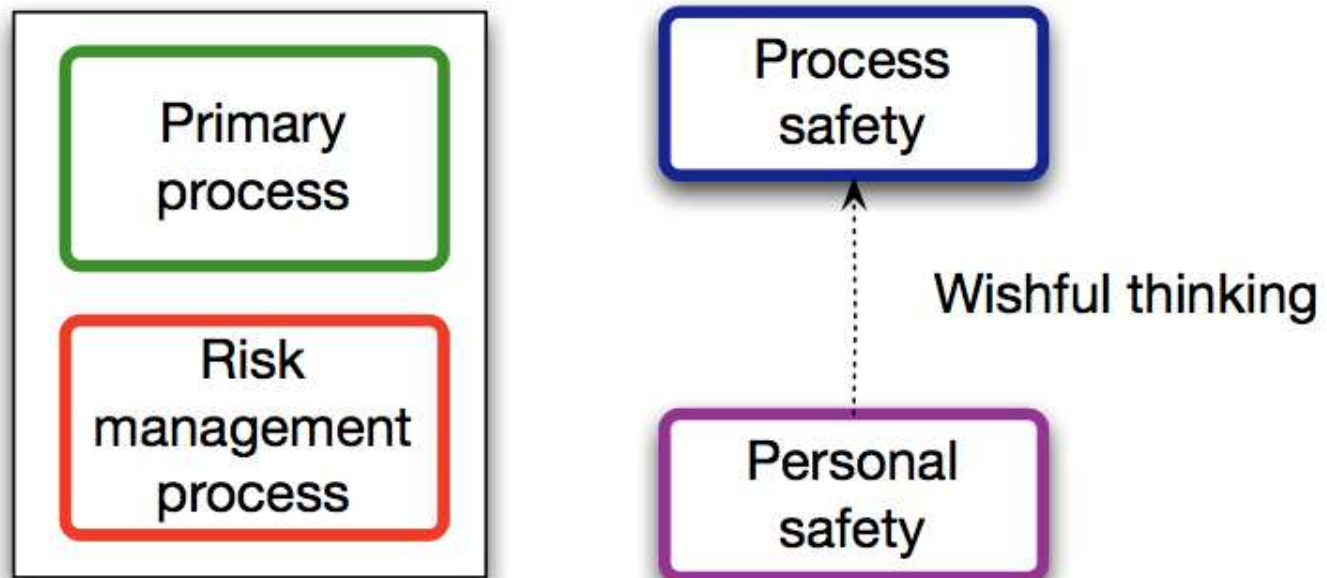 Primary
process
Risk
management
process
Process
safety
Wishful thinking
Personal
safety